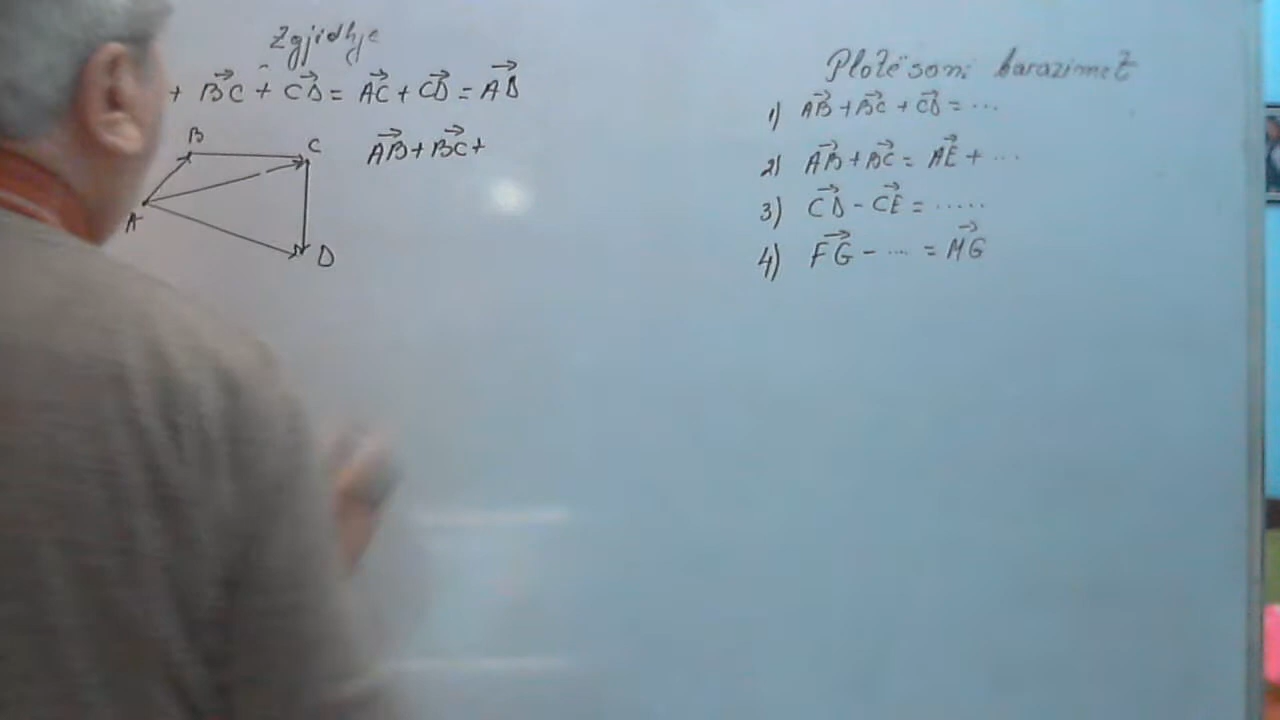 Zgjidhje
+ BC + CD = AC + CD = AD
B
C
AB + BC +
A
D
Plotësoni barazimet
1) AB + BC + CD = ...
2) AB + BC = AE + ...
3) CD - CE = .....
4) FG - .... = MG